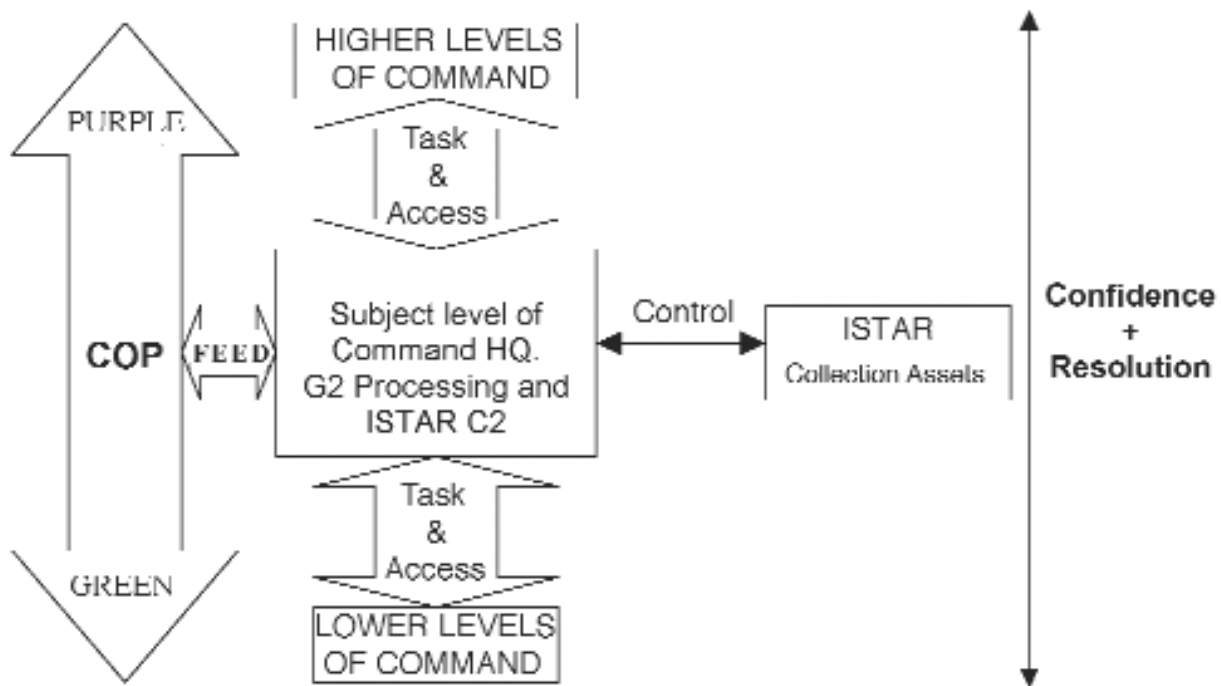 HIGHER LEVELS
OF COMMAND
PURPLE
Task
&
Access
COP
FEED
Subject level of
Command HQ.
G2 Processing and
ISTAR C2
Control
ISTAR
Collection Assets
Confidence
+
Resolution
Task
&
Access
GREEN
LOWER LEVELS
OF COMMAND